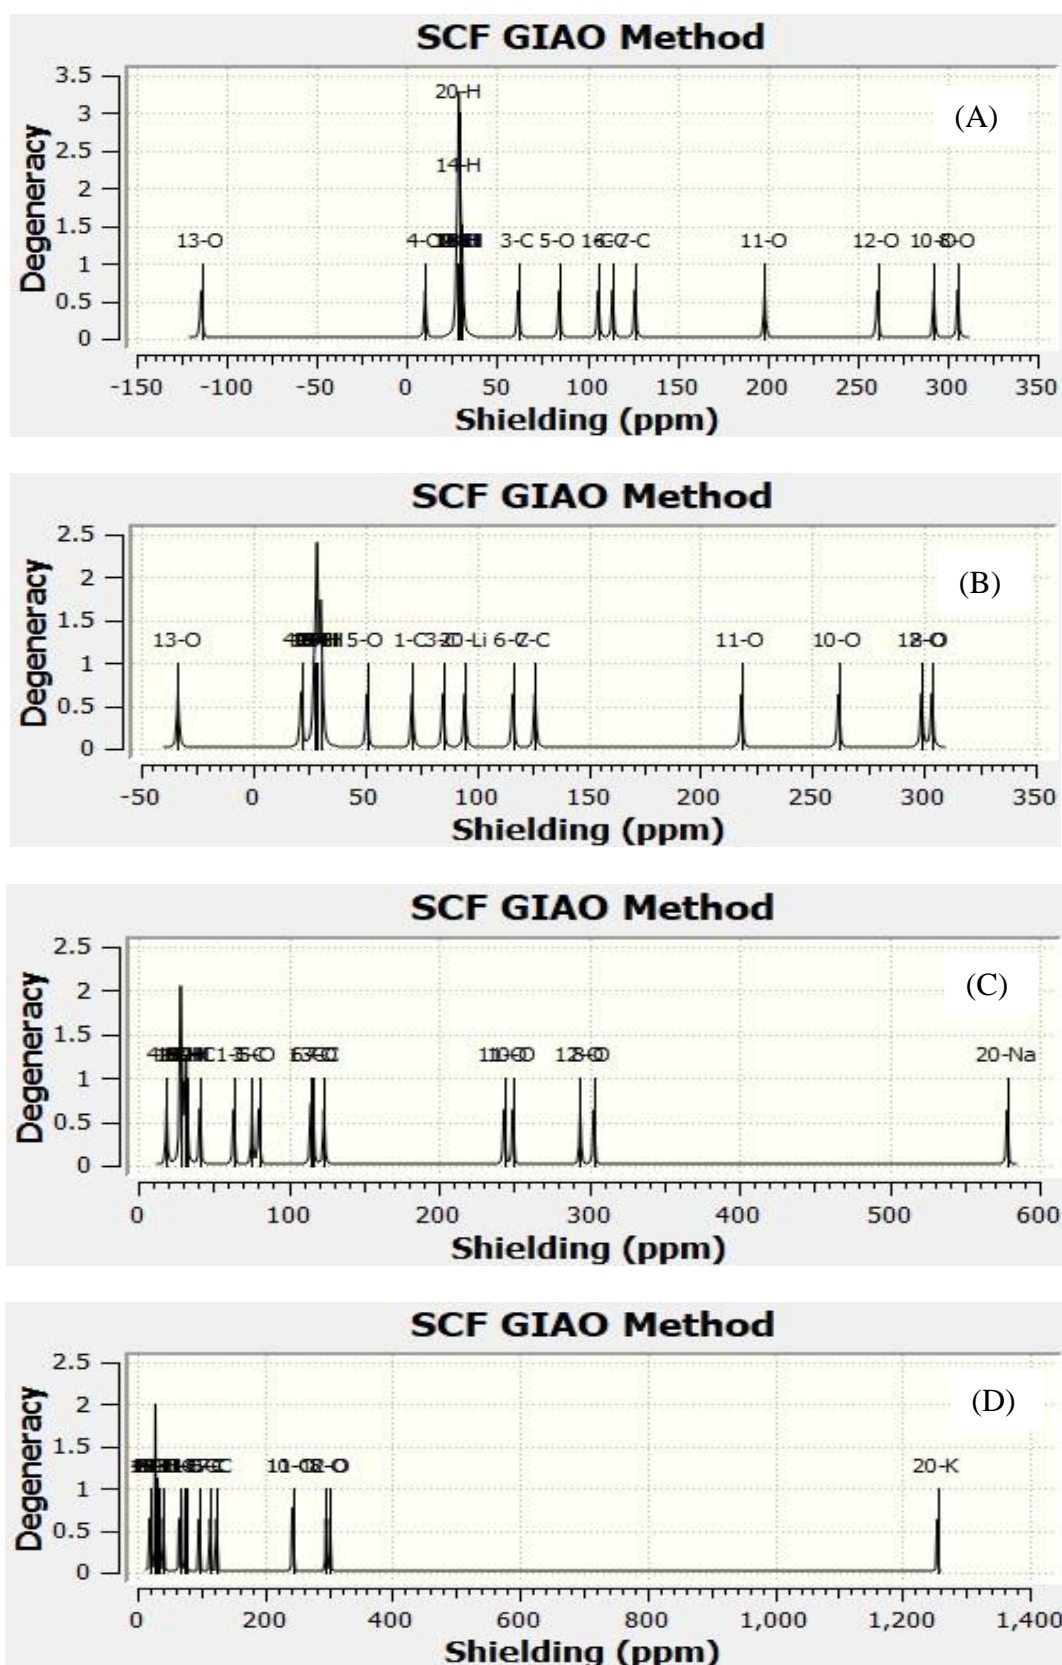 SCF GIAO Method
(A)
Degeneracy
3.5
3
2.5
2
1.5
1
0.5
0
20-H
14-H
13-O 3-C 5-O 7-C 11-O 12-O
-150 -100 -50 0 50 100 150 200 250 300 350
Shielding (ppm)
SCF GIAO Method
(B)
Degeneracy
2.5
2
1.5
1
0.5
0
13-O 5-O 1-C 20-Li 11-O 10-O
-50 0 50 100 150 200 250 300 350
Shielding (ppm)
SCF GIAO Method
(C)
Degeneracy
2.5
2
1.5
1
0.5
0
20-Na
0 100 200 300 400 500 600
Shielding (ppm)
SCF GIAO Method
(D)
Degeneracy
2.5
2
1.5
1
0.5
0
20-K
0 200 400 600 800 1,000 1,200 1,400
Shielding (ppm)